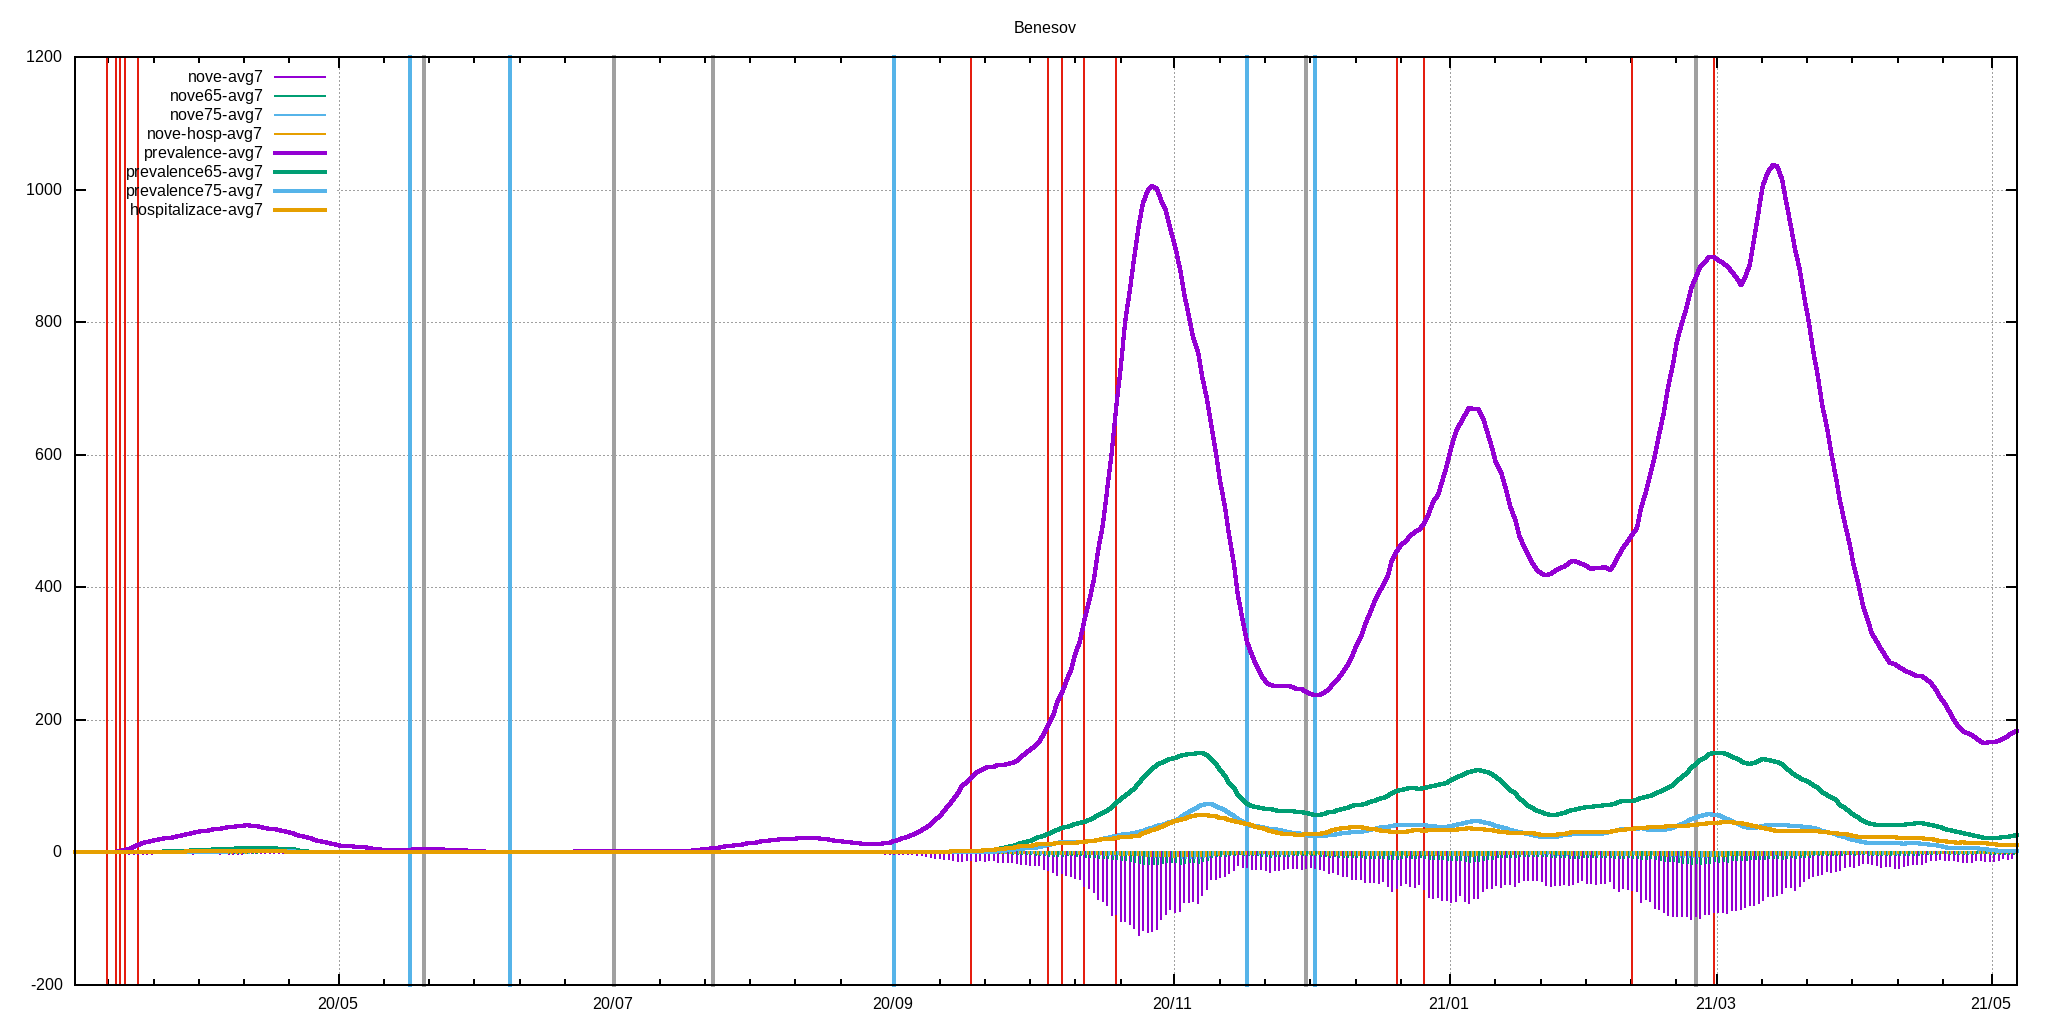 Benesov
1200
1000
800
600
400
200
0
-200
nove-avg7
nove65-avg7
nove75-avg7
nove-hosp-avg7
prevalence-avg7
prevalence65-avg7
prevalence75-avg7
hospitalizace-avg7
20/05
20/07
20/09
20/11
21/01
21/03
21/05